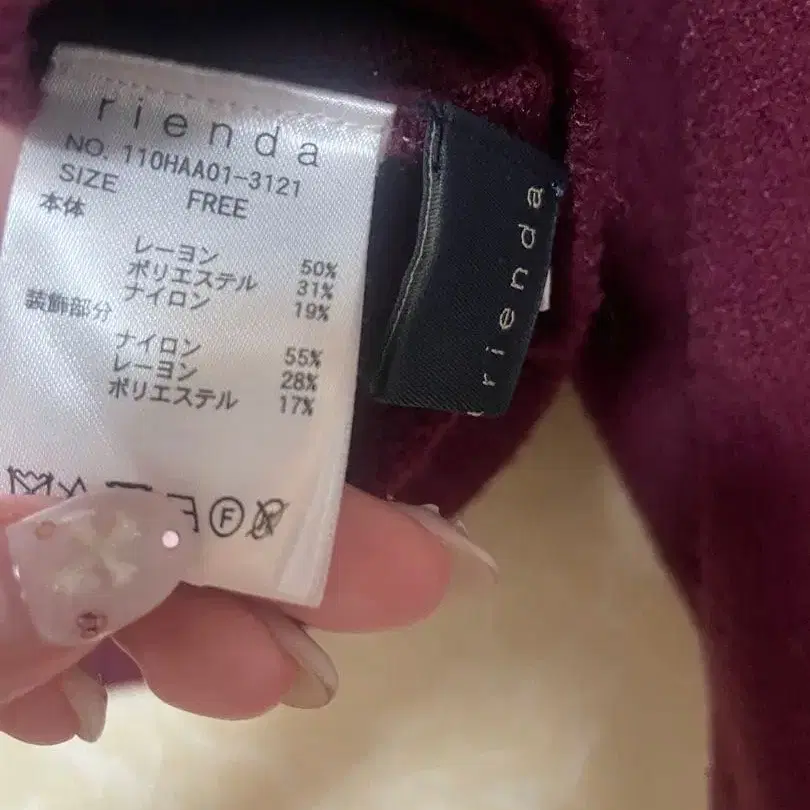 rienda
NO. 110HAA01-3121
SIZE FREE
本体
レーヨン 50%
ポリエステル 31%
ナイロン 19%
装飾部分
ナイロン 55%
レーヨン 28%
ポリエステル 17%
F
rienda